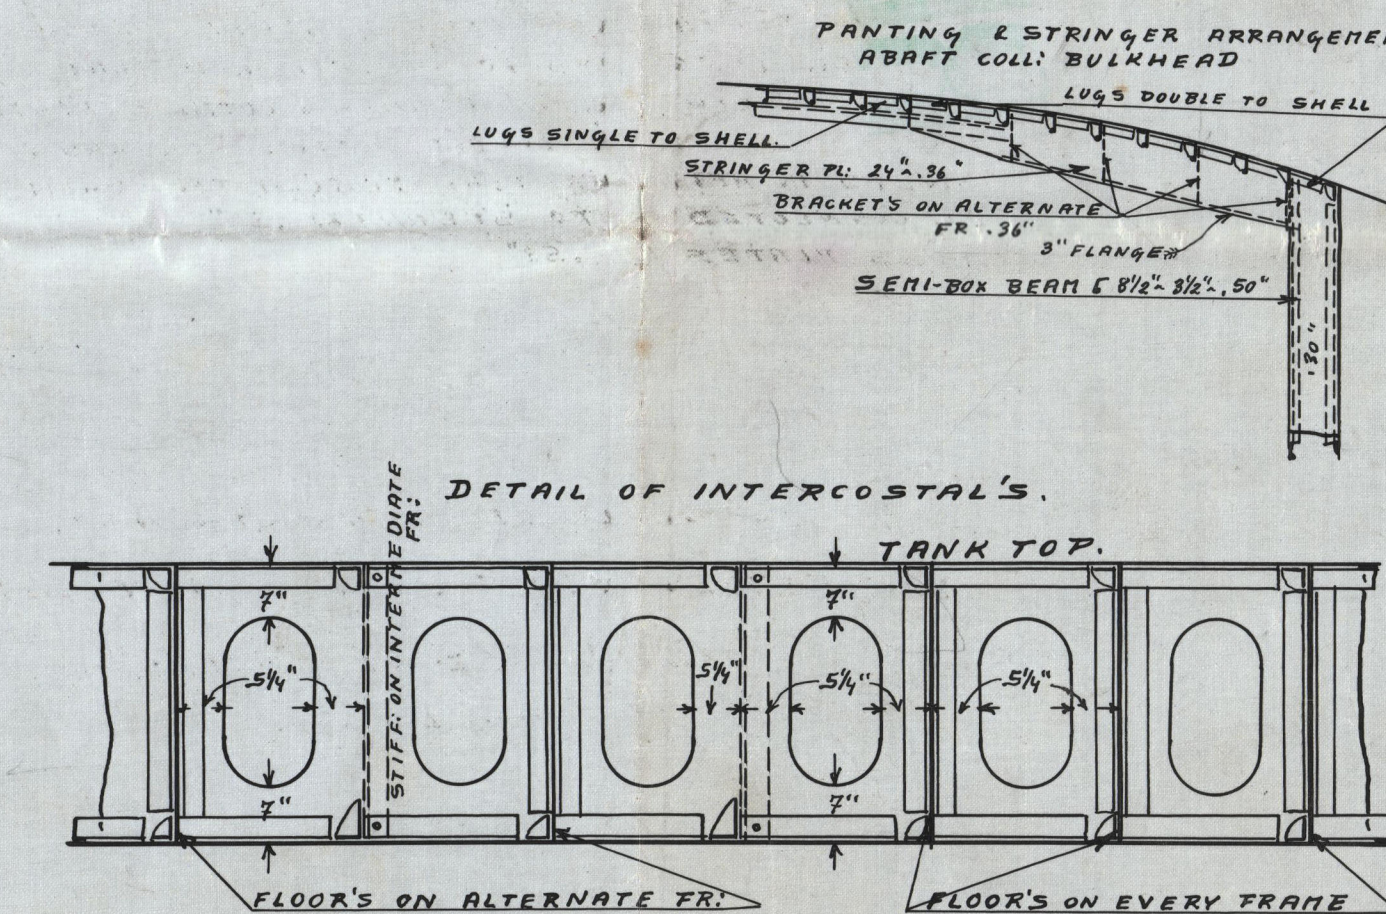 PANTING & STRINGER ARRANGEME
ABAFT COLL: BULKHEAD
LUGS DOUBLE TO SHELL
LUGS SINGLE TO SHELL.
STRINGER PL: 24"×.36"
BRACKET'S ON ALTERNATE
FR .36"
3" FLANGE
SEMI-BOX BEAM [ 8½"× 3½"×.50"
.30"
DETAIL OF INTERCOSTAL'S.
STIFF: ON INTERMEDIATE
FR:
TANK TOP.
7"
7"
5¼"
5¼"
5¼"
5¼"
7"
7"
FLOOR'S ON ALTERNATE FR:
FLOOR'S ON EVERY FRAME